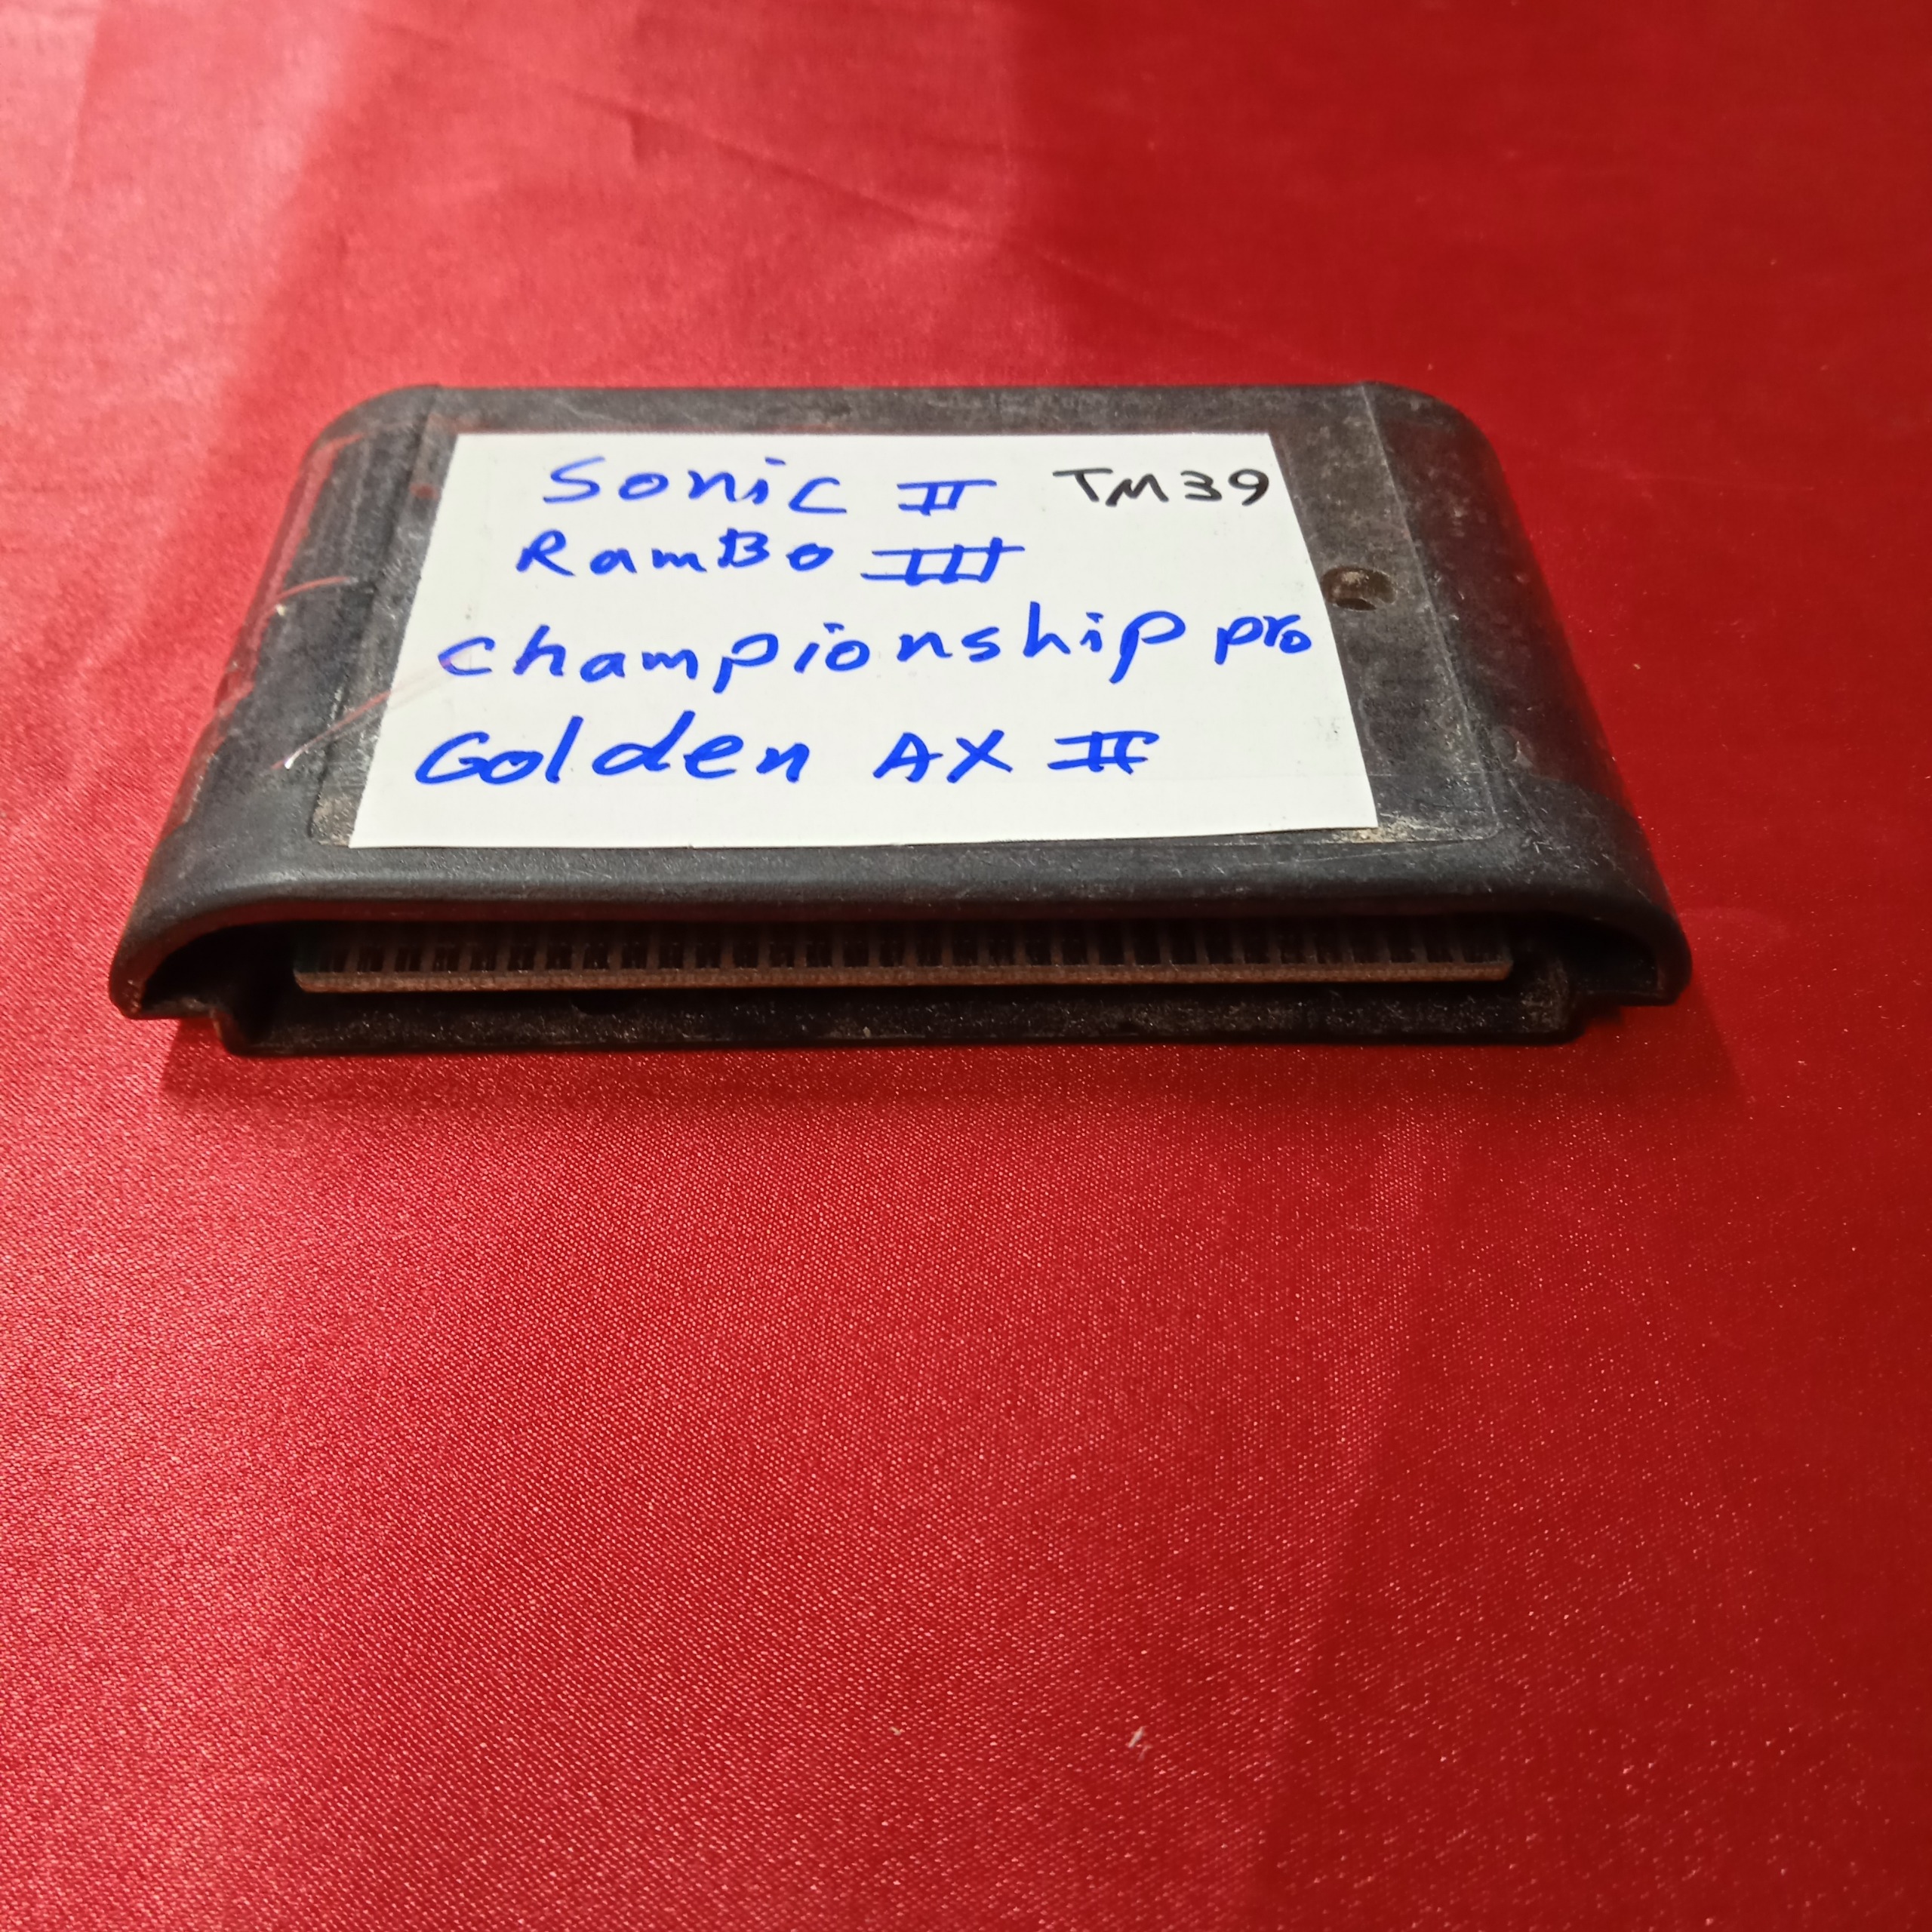 Sonic II TM39
RamBo III
championship pro
Golden AX II